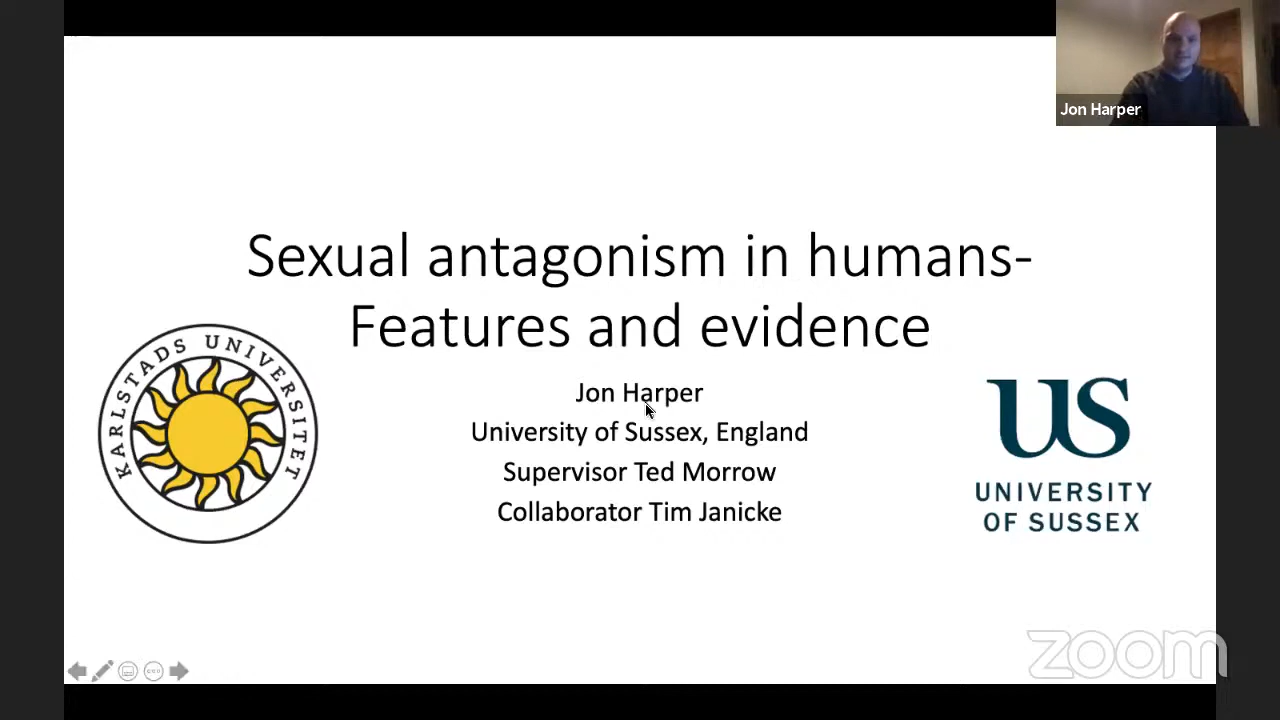 Jon Harper
Sexual antagonism in humans-
Features and evidence
Jon Harper
University of Sussex, England
Supervisor Ted Morrow
Collaborator Tim Janicke
KARLSTADS UNIVERSITET
US
UNIVERSITY
OF SUSSEX
zoom